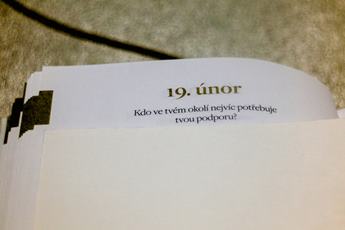 19. únor
Kdo ve tvém okolí nejvíc potřebuje
tvou podporu?